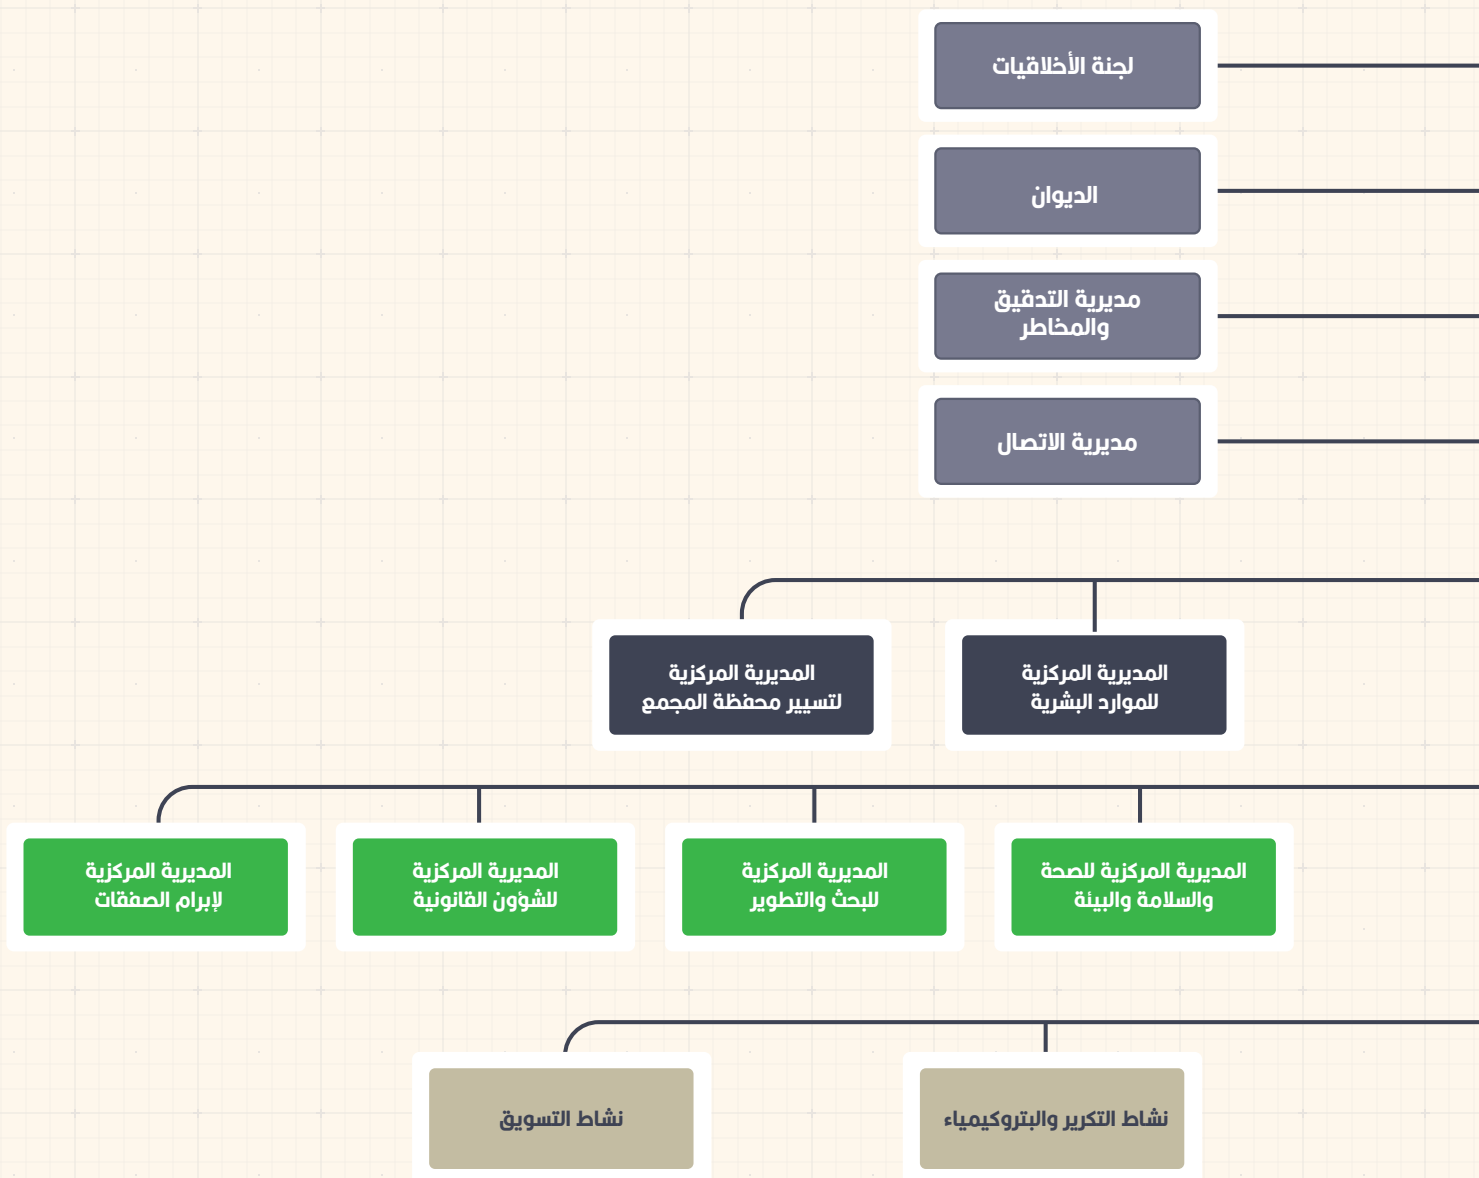 لجنة الأخلاقيات
الديوان
مديرية التدقيق
والمخاطر
مديرية الاتصال
المديرية المركزية
للموارد البشرية
المديرية المركزية
لتسيير محفظة المجمع
المديرية المركزية للصحة
والسلامة والبيئة
المديرية المركزية
للبحث والتطوير
المديرية المركزية
للشؤون القانونية
المديرية المركزية
لإبرام الصفقات
نشاط التكرير والبتروكيمياء
نشاط التسويق